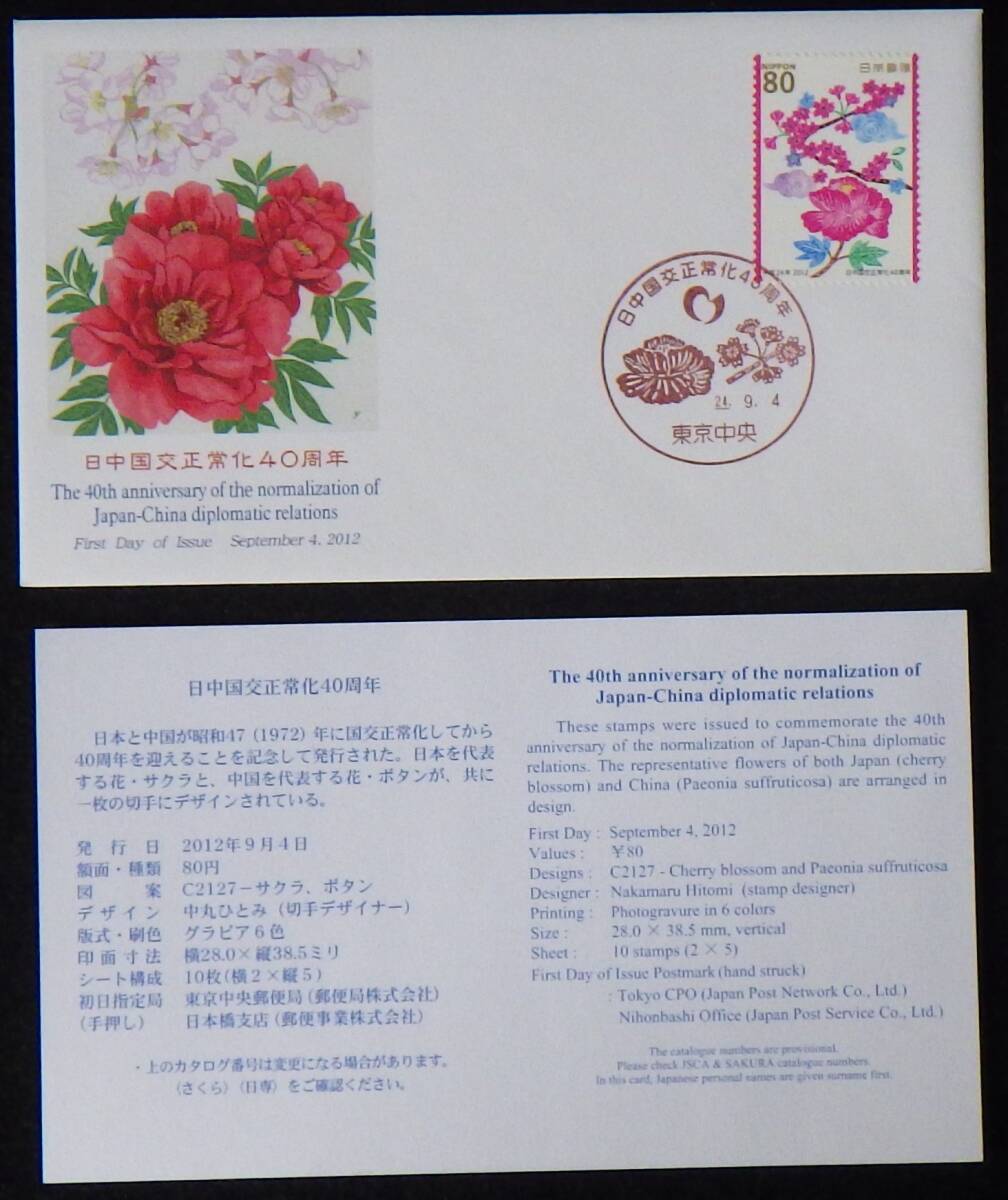 日中国交正常化40周年
The 40th anniversary of the normalization of
Japan-China diplomatic relations
First Day of Issue September 4, 2012
NIPPON
80
日本郵便
平成24年 2012
日中国交正常化40周年
日中国交正常化40周年
24. 9. 4
東京中央
日中国交正常化40周年
日本と中国が昭和47(1972)年に国交正常化してから
40周年を迎えることを記念して発行された。日本を代表
する花・サクラと、中国を代表する花・ボタンが、共に
一枚の切手にデザインされている。
発行日 2012年9月4日
額面・種類 80円
図案 C2127－サクラ、ボタン
デザイン 中丸ひとみ(切手デザイナー)
版式・刷色 グラビア6色
印面寸法 横28.0×縦38.5ミリ
シート構成 10枚(横2×縦5)
初日指定局 東京中央郵便局(郵便局株式会社)
(手押し) 日本橋支店(郵便事業株式会社)
・上のカタログ番号は変更になる場合があります。
〈さくら〉〈日専〉をご確認ください。
The 40th anniversary of the normalization of
Japan-China diplomatic relations
These stamps were issued to commemorate the 40th
anniversary of the normalization of Japan-China diplomatic
relations. The representative flowers of both Japan (cherry
blossom) and China (Paeonia suffruticosa) are arranged in
design.
First Day : September 4, 2012
Values : ￥80
Designs : C2127 - Cherry blossom and Paeonia suffruticosa
Designer : Nakamaru Hitomi (stamp designer)
Printing : Photogravure in 6 colors
Size : 28.0 × 38.5 mm, vertical
Sheet : 10 stamps (2 × 5)
First Day of Issue Postmark (hand struck)
: Tokyo CPO (Japan Post Network Co., Ltd.)
Nihonbashi Office (Japan Post Service Co., Ltd.)
The catalogue numbers are provisional.
Please check JSCA & SAKURA catalogue numbers.
In this card, Japanese personal names are given surname first.